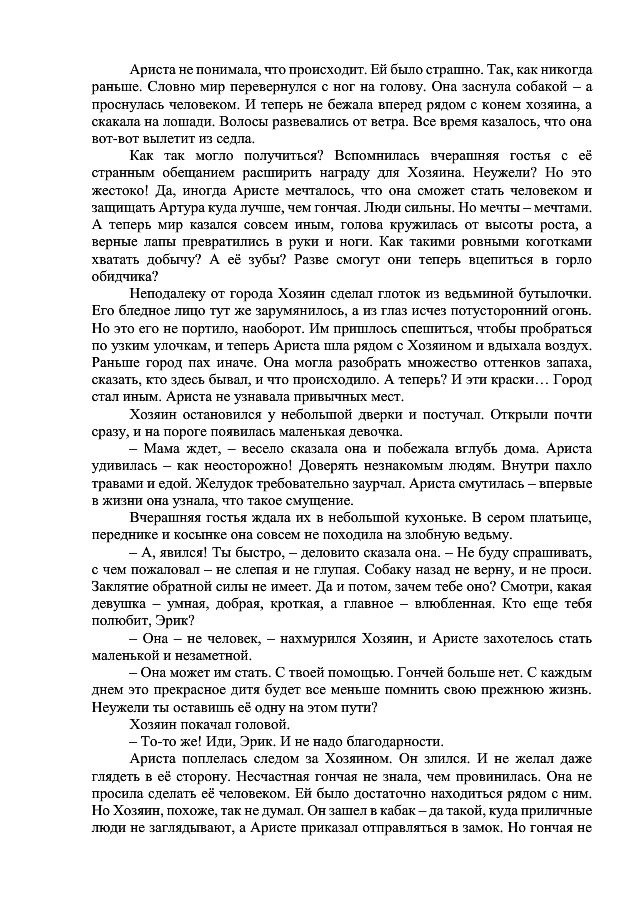 Ариста не понимала, что происходит. Ей было страшно. Так, как никогда
раньше. Словно мир перевернулся с ног на голову. Она заснула собакой – а
проснулась человеком. И теперь не бежала вперед рядом с конем хозяина, а
скакала на лошади. Волосы развевались от ветра. Все время казалось, что она
вот-вот вылетит из седла.
Как так могло получиться? Вспомнилась вчерашняя гостья с её
странным обещанием расширить награду для Хозяина. Неужели? Но это
жестоко! Да, иногда Аристе мечталось, что она сможет стать человеком и
защищать Артура куда лучше, чем гончая. Люди сильны. Но мечты – мечтами.
А теперь мир казался совсем иным, голова кружилась от высоты роста, а
верные лапы превратились в руки и ноги. Как такими ровными коготками
хватать добычу? А её зубы? Разве смогут они теперь вцепиться в горло
обидчика?
Неподалеку от города Хозяин сделал глоток из ведьминой бутылочки.
Его бледное лицо тут же зарумянилось, а из глаз исчез потусторонний огонь.
Но это его не портило, наоборот. Им пришлось спешиться, чтобы пробраться
по узким улочкам, и теперь Ариста шла рядом с Хозяином и вдыхала воздух.
Раньше город пах иначе. Она могла разобрать множество оттенков запаха,
сказать, кто здесь бывал, и что происходило. А теперь? И эти краски… Город
стал иным. Ариста не узнавала привычных мест.
Хозяин остановился у небольшой дверки и постучал. Открыли почти
сразу, и на пороге появилась маленькая девочка.
– Мама ждет, – весело сказала она и побежала вглубь дома. Ариста
удивилась – как неосторожно! Доверять незнакомым людям. Внутри пахло
травами и едой. Желудок требовательно заурчал. Ариста смутилась – впервые
в жизни она узнала, что такое смущение.
Вчерашняя гостья ждала их в небольшой кухоньке. В сером платьице,
переднике и косынке она совсем не походила на злобную ведьму.
– А, явился! Ты быстро, – деловито сказала она. – Не буду спрашивать,
с чем пожаловал – не слепая и не глупая. Собаку назад не верну, и не проси.
Заклятие обратной силы не имеет. Да и потом, зачем тебе оно? Смотри, какая
девушка – умная, добрая, кроткая, а главное – влюбленная. Кто еще тебя
полюбит, Эрик?
– Она – не человек, – нахмурился Хозяин, и Аристе захотелось стать
маленькой и незаметной.
– Она может им стать. С твоей помощью. Гончей больше нет. С каждым
днем это прекрасное дитя будет все меньше помнить свою прежнюю жизнь.
Неужели ты оставишь её одну на этом пути?
Хозяин покачал головой.
– То-то же! Иди, Эрик. И не надо благодарности.
Ариста поплелась следом за Хозяином. Он злился. И не желал даже
глядеть в её сторону. Несчастная гончая не знала, чем провинилась. Она не
просила сделать её человеком. Ей было достаточно находиться рядом с ним.
Но Хозяин, похоже, так не думал. Он зашел в кабак – да такой, куда приличные
люди не заглядывают, а Аристе приказал отправляться в замок. Но гончая не